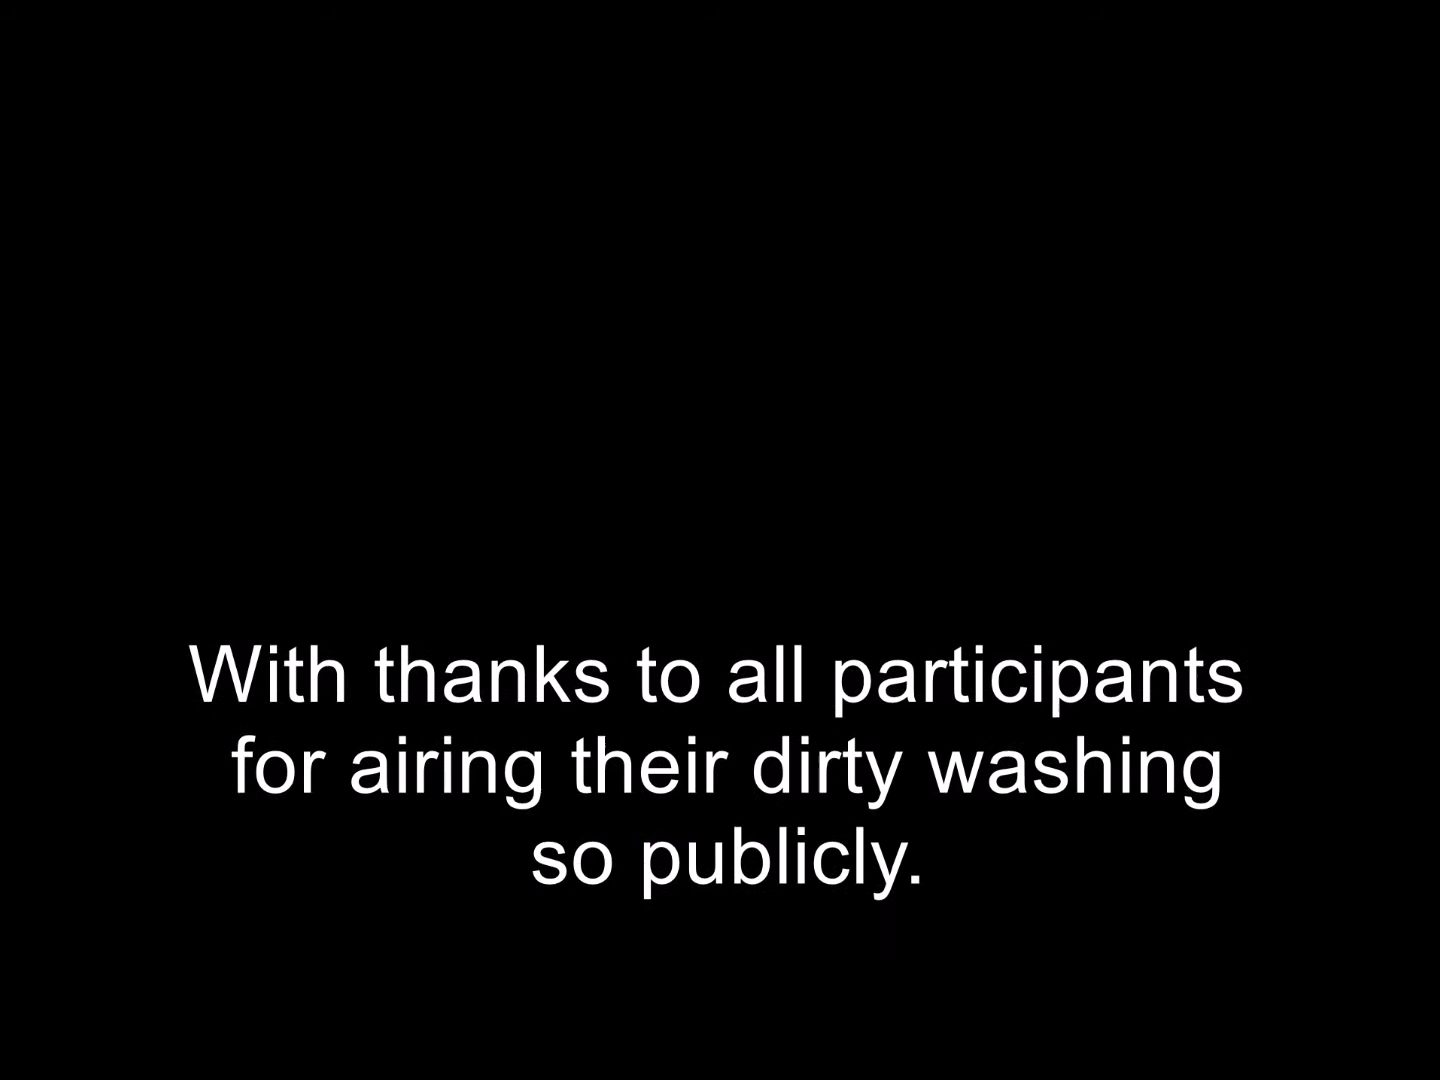 With thanks to all participants
for airing their dirty washing
so publicly.